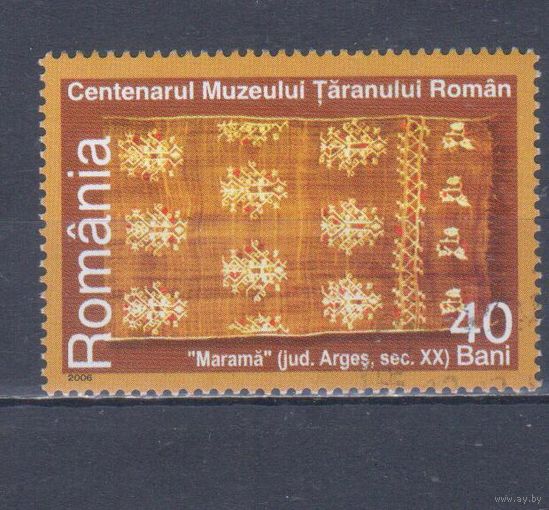 Centenarul Muzeului Țăranului Român
România
40
"Maramă" (jud. Argeș, sec. XX) Bani
2006
www.ay.by